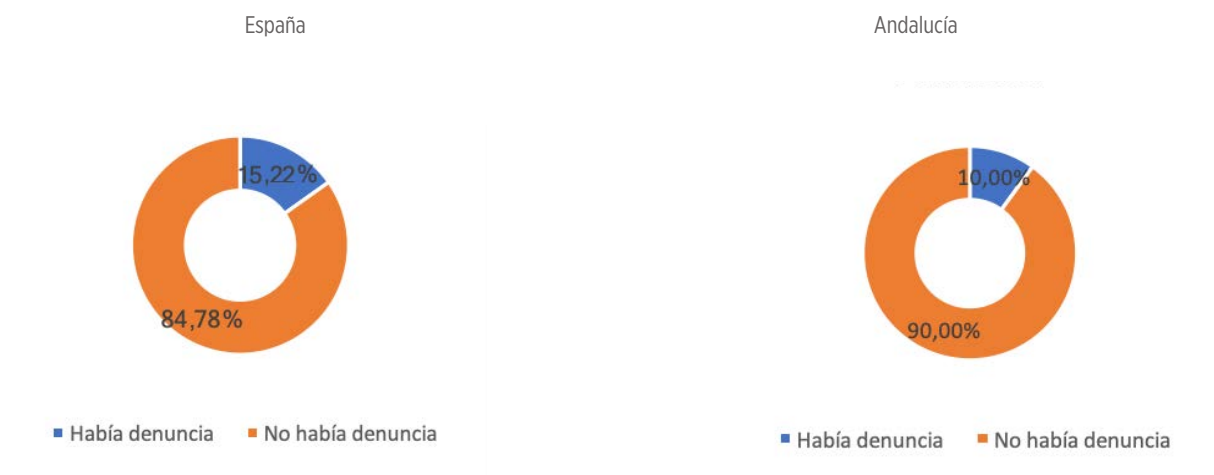 España
Andalucía
15,22%
84,78%
Había denuncia
No había denuncia
10,00%
90,00%
Había denuncia
No había denuncia